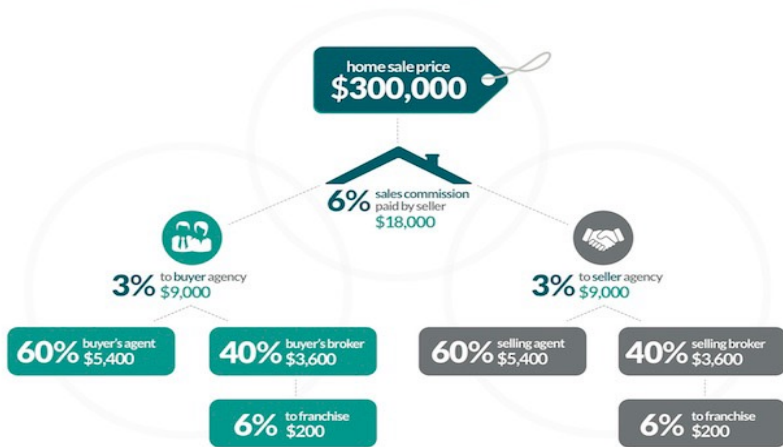 home sale price
$300,000
6% sales commission
paid by seller
$18,000
3% to buyer agency
$9,000
3% to seller agency
$9,000
60% buyer's agent
$5,400
40% buyer's broker
$3,600
60% selling agent
$5,400
40% selling broker
$3,600
6% to franchise
$200
6% to franchise
$200